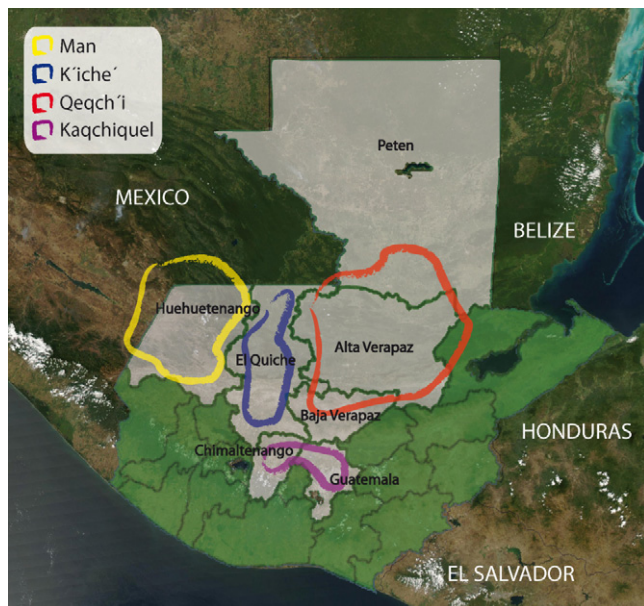 Man
K´iche´
Qeqch´i
Kaqchiquel
Peten
MEXICO
BELIZE
Huehuetenango
El Quiche
Alta Verapaz
Baja Verapaz
HONDURAS
Chimaltenango
Guatemala
EL SALVADOR